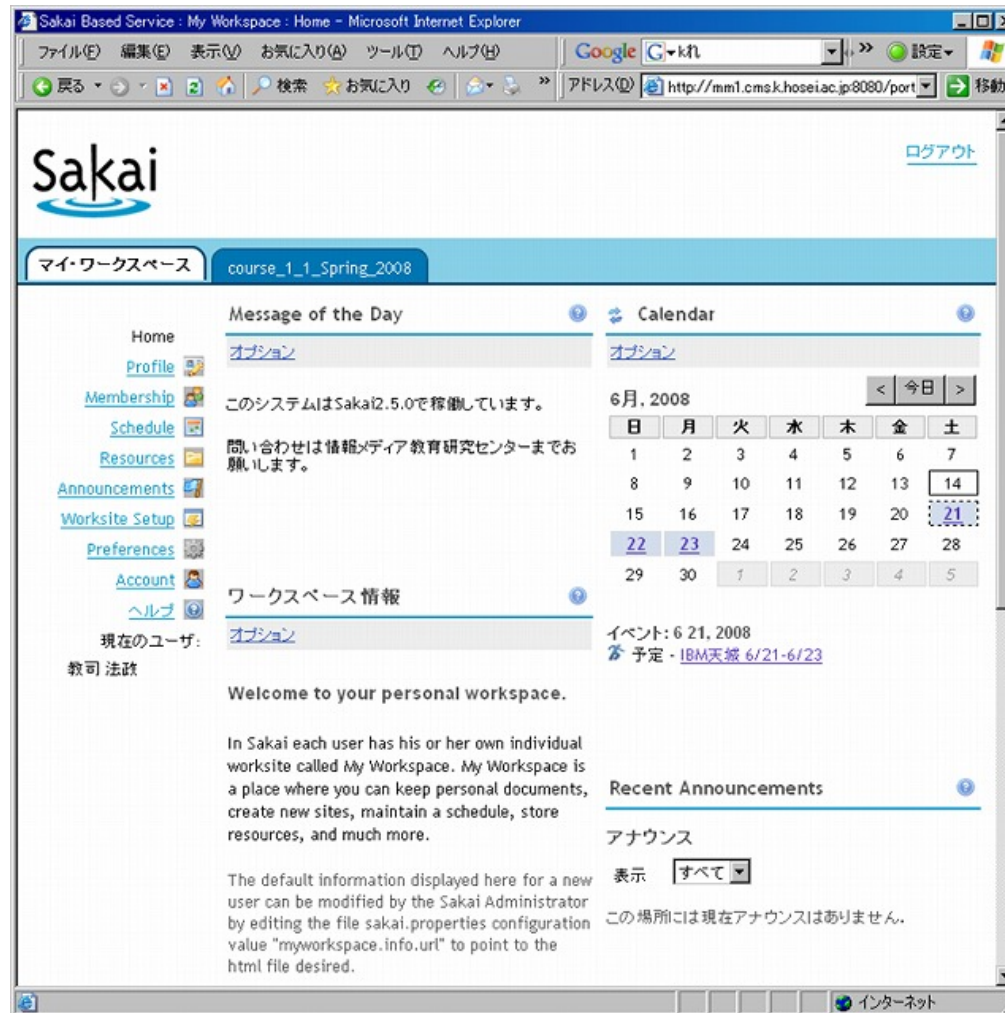 Sakai Based Service : My Workspace : Home - Microsoft Internet Explorer
ファイル(F) 編集(E) 表示(V) お気に入り(A) ツール(T) ヘルプ(H) Google 設定
戻る 検索 お気に入り アドレス(D) http://mm1.cms.k.hosei.ac.jp:8080/port 移動
Sakai
ログアウト
マイ・ワークスペース course_1_1_Spring_2008
Home
Profile
Membership
Schedule
Resources
Announcements
Worksite Setup
Preferences
Account
ヘルプ
現在のユーザ:
教司 法政
Message of the Day
オプション
このシステムはSakai2.5.0で稼働しています。
問い合わせは情報メディア教育研究センターまでお
願いします。
ワークスペース情報
オプション
Welcome to your personal workspace.
In Sakai each user has his or her own individual
worksite called My Workspace. My Workspace is
a place where you can keep personal documents,
create new sites, maintain a schedule, store
resources, and much more.
The default information displayed here for a new
user can be modified by the Sakai Administrator
by editing the file sakai.properties configuration
value "myworkspace.info.url" to point to the
html file desired.
Calendar
オプション
6月, 2008 < 今日 >
日 月 火 水 木 金 土
1 2 3 4 5 6 7
8 9 10 11 12 13 14
15 16 17 18 19 20 21
22 23 24 25 26 27 28
29 30 1 2 3 4 5
イベント: 6 21, 2008
予定 - IBM天城 6/21-6/23
Recent Announcements
アナウンス
表示 すべて
この場所には現在アナウンスはありません。
インターネット